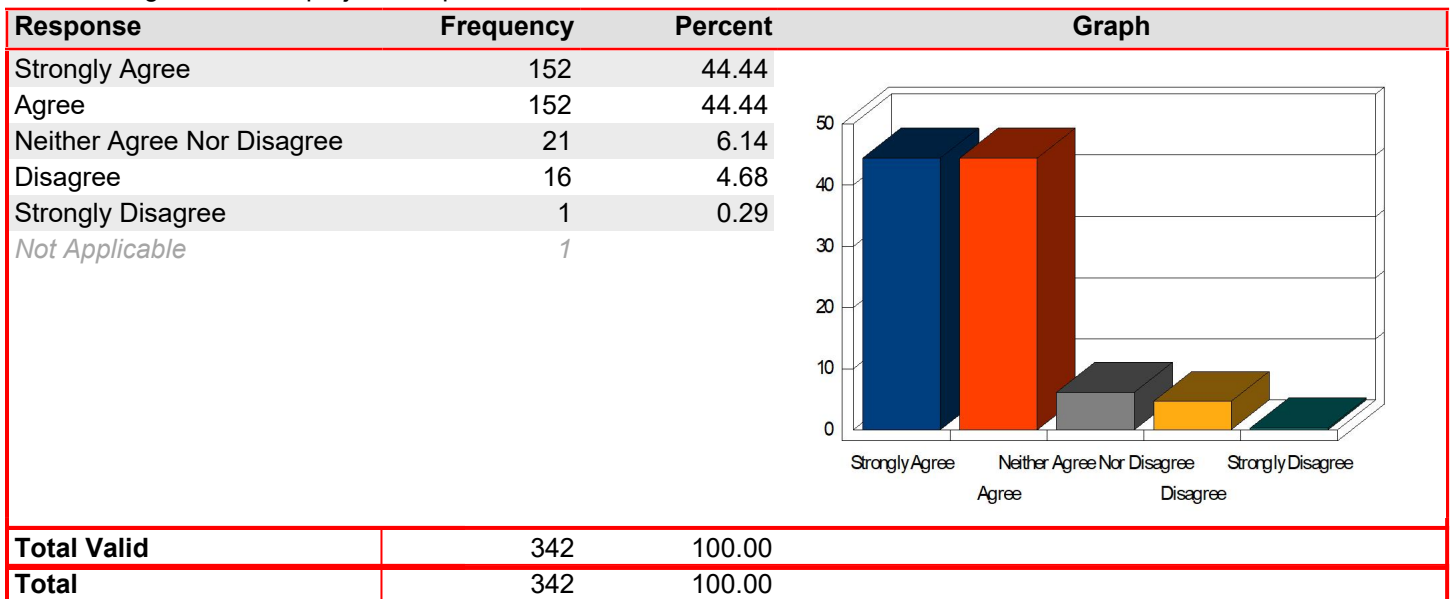 Response Frequency Percent Graph
Strongly Agree 152 44.44
Agree 152 44.44
Neither Agree Nor Disagree 21 6.14
Disagree 16 4.68
Strongly Disagree 1 0.29
Not Applicable 1
50
40
30
20
10
0
Strongly Agree Neither Agree Nor Disagree Strongly Disagree
Agree Disagree
Total Valid 342 100.00
Total 342 100.00